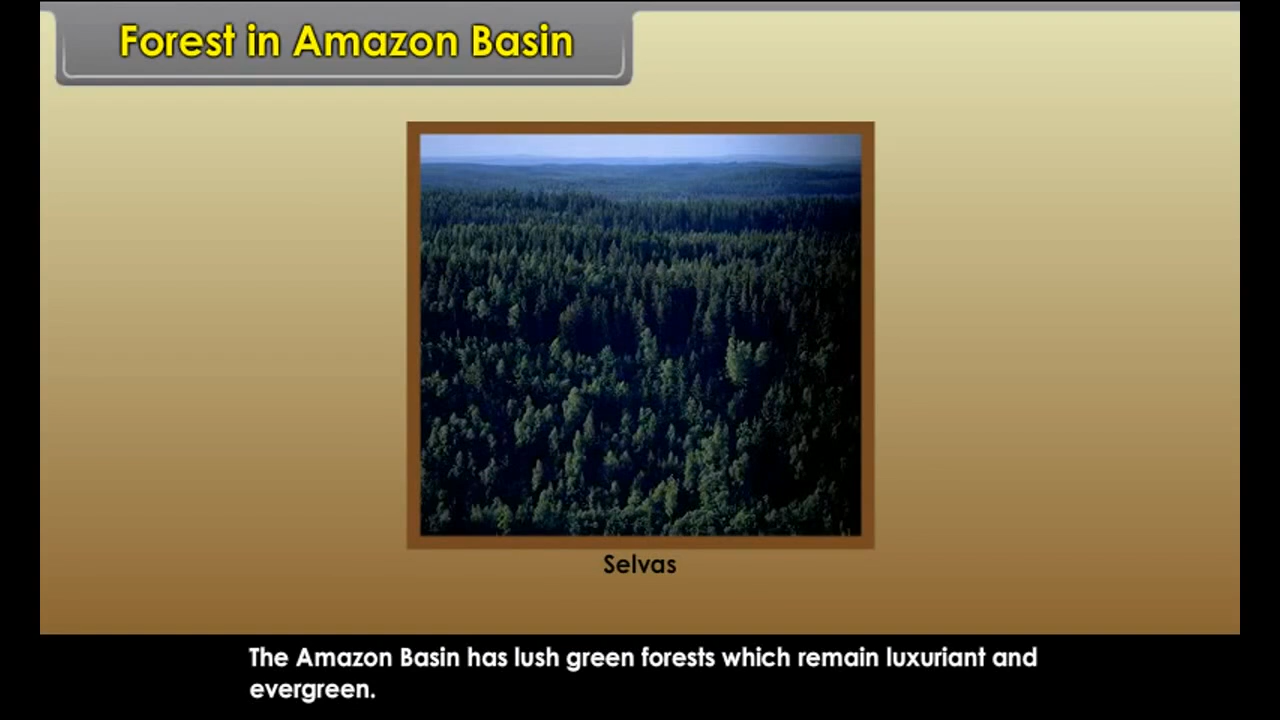 Forest in Amazon Basin
Selvas
The Amazon Basin has lush green forests which remain luxuriant and
evergreen.